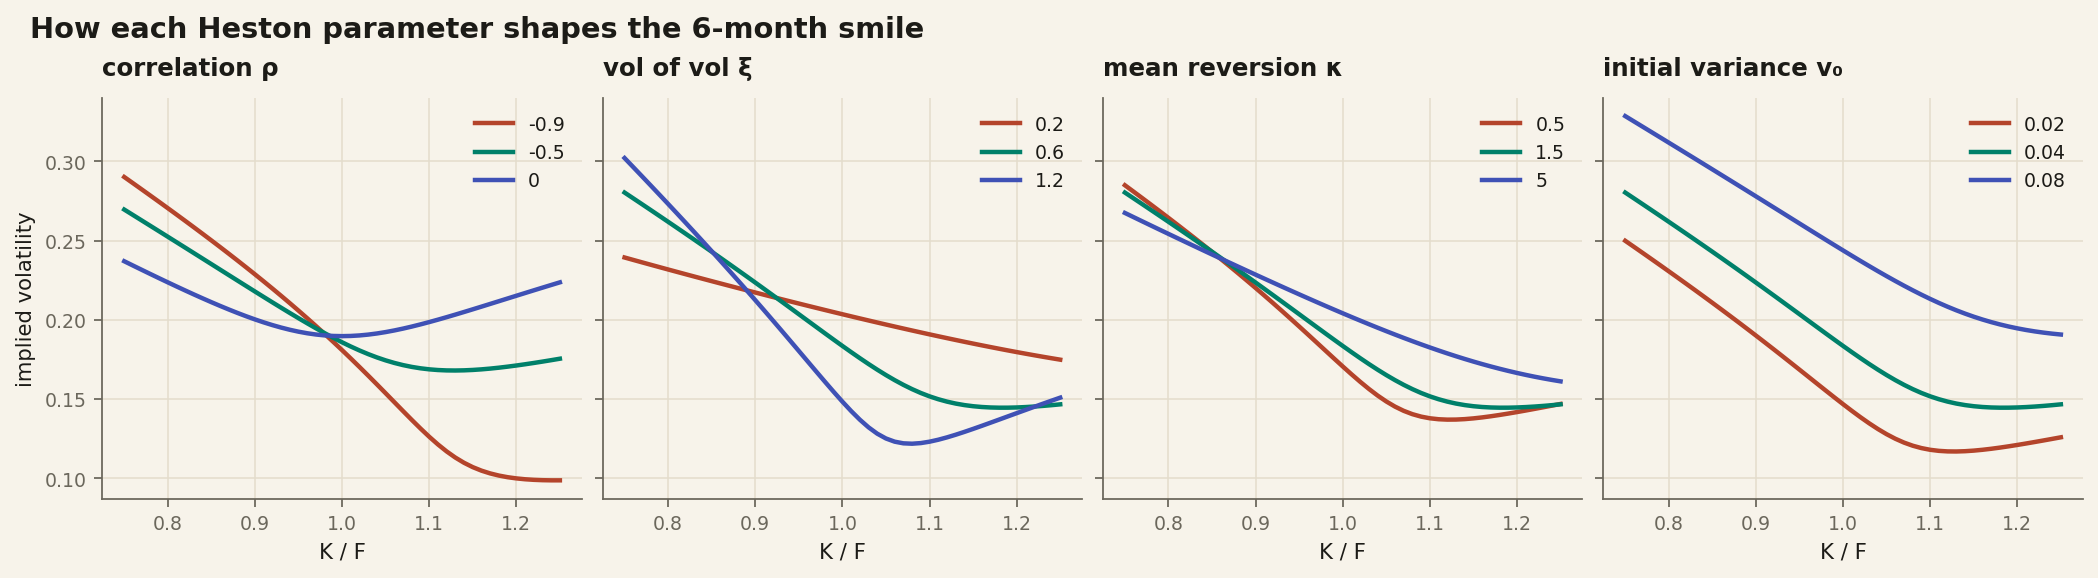 How each Heston parameter shapes the 6-month smile
correlation ρ
-0.9
-0.5
0
0.30
0.25
0.20
0.15
0.10
implied volatility
0.8 0.9 1.0 1.1 1.2
K / F
vol of vol ξ
0.2
0.6
1.2
0.8 0.9 1.0 1.1 1.2
K / F
mean reversion κ
0.5
1.5
5
0.8 0.9 1.0 1.1 1.2
K / F
initial variance v₀
0.02
0.04
0.08
0.8 0.9 1.0 1.1 1.2
K / F